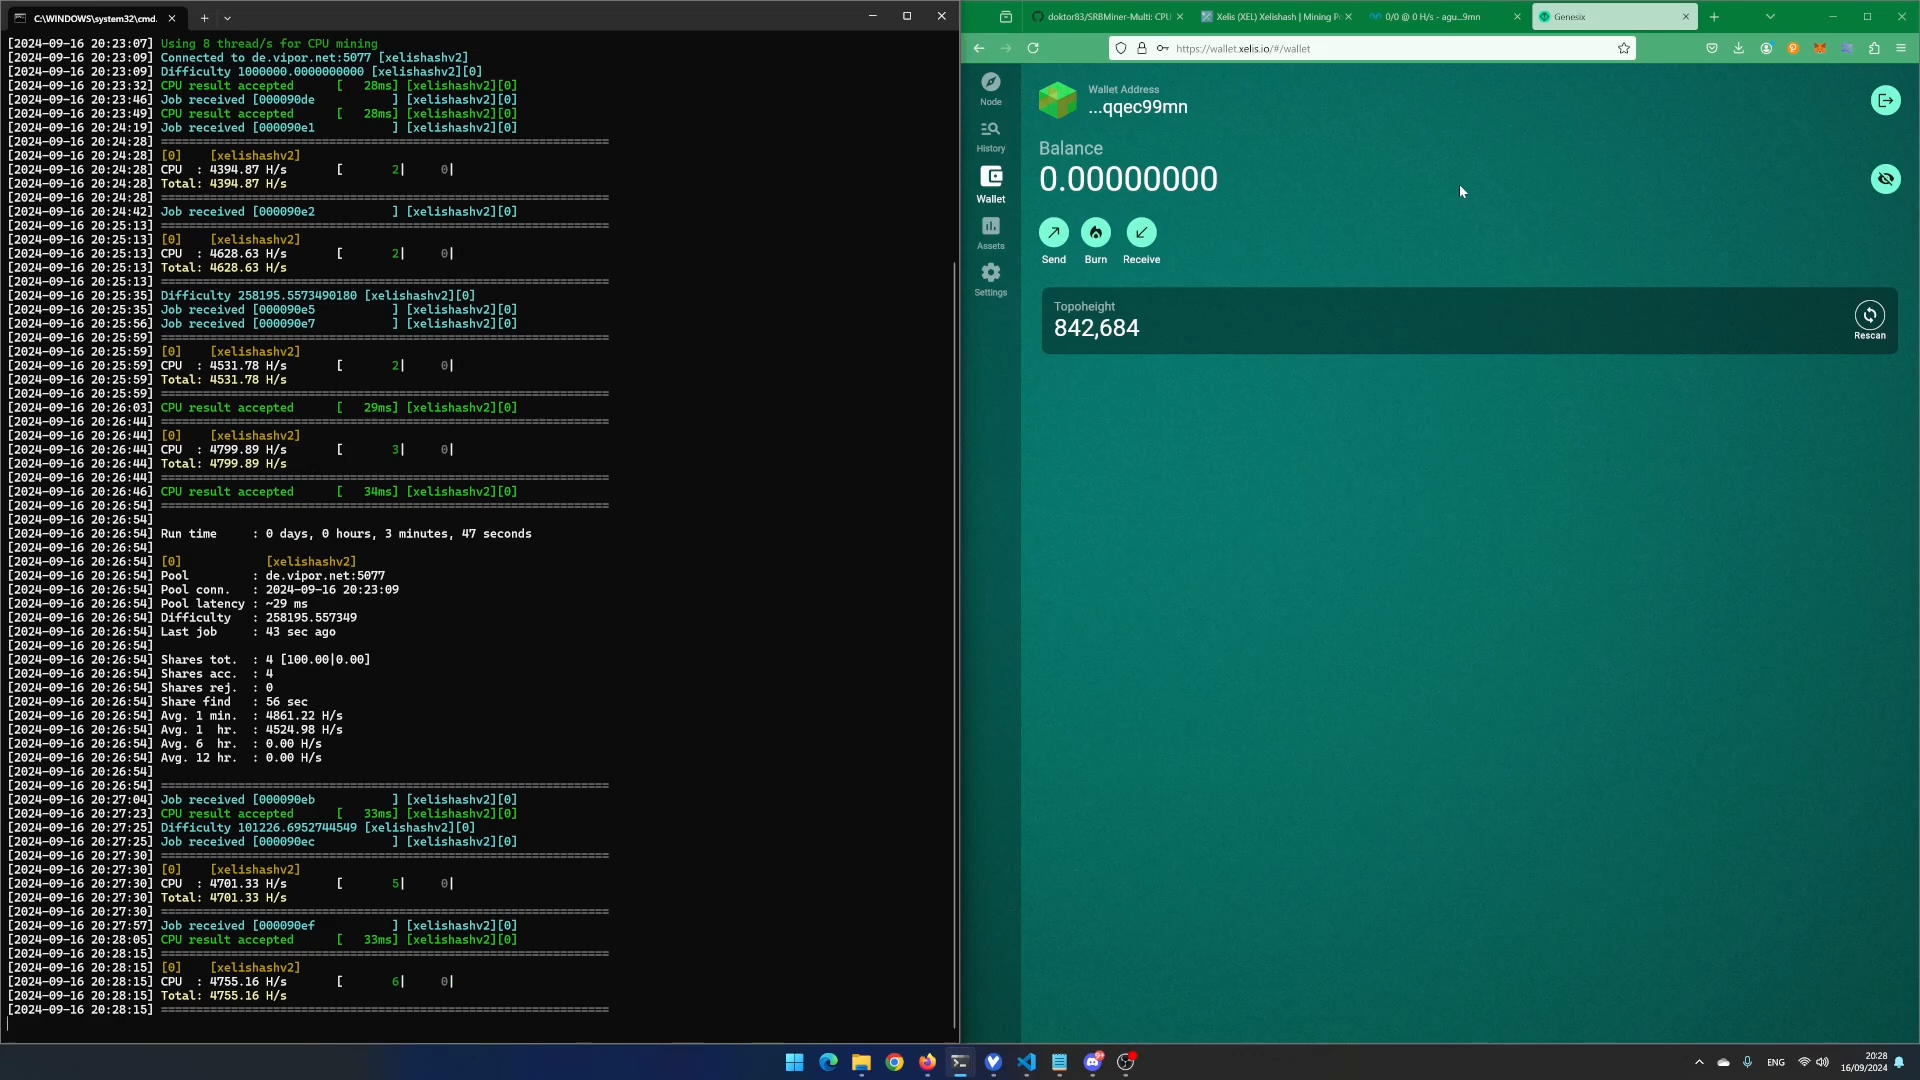 C:\WINDOWS\system32\cmd.
[2024-09-16 20:23:07] Using 8 thread/s for CPU mining
[2024-09-16 20:23:09] Connected to de.vipor.net:5077 [xelishashv2]
[2024-09-16 20:23:09] Difficulty 1000000.0000000000 [xelishashv2][0]
[2024-09-16 20:23:32] CPU result accepted [ 28ms] [xelishashv2][0]
[2024-09-16 20:23:46] Job received [000090de ] [xelishashv2][0]
[2024-09-16 20:23:49] CPU result accepted [ 28ms] [xelishashv2][0]
[2024-09-16 20:24:19] Job received [000090e1 ] [xelishashv2][0]
[2024-09-16 20:24:28] ================================================================
[2024-09-16 20:24:28] [0] [xelishashv2]
[2024-09-16 20:24:28] CPU : 4394.87 H/s [ 2| 0|
[2024-09-16 20:24:28] Total: 4394.87 H/s
[2024-09-16 20:24:28] ================================================================
[2024-09-16 20:24:42] Job received [000090e2 ] [xelishashv2][0]
[2024-09-16 20:25:13] ================================================================
[2024-09-16 20:25:13] [0] [xelishashv2]
[2024-09-16 20:25:13] CPU : 4628.63 H/s [ 2| 0|
[2024-09-16 20:25:13] Total: 4628.63 H/s
[2024-09-16 20:25:13] ================================================================
[2024-09-16 20:25:35] Difficulty 258195.5573490180 [xelishashv2][0]
[2024-09-16 20:25:35] Job received [000090e5 ] [xelishashv2][0]
[2024-09-16 20:25:56] Job received [000090e7 ] [xelishashv2][0]
[2024-09-16 20:25:59] ================================================================
[2024-09-16 20:25:59] [0] [xelishashv2]
[2024-09-16 20:25:59] CPU : 4531.78 H/s [ 2| 0|
[2024-09-16 20:25:59] Total: 4531.78 H/s
[2024-09-16 20:25:59] ================================================================
[2024-09-16 20:26:03] CPU result accepted [ 29ms] [xelishashv2][0]
[2024-09-16 20:26:44] ================================================================
[2024-09-16 20:26:44] [0] [xelishashv2]
[2024-09-16 20:26:44] CPU : 4799.89 H/s [ 3| 0|
[2024-09-16 20:26:44] Total: 4799.89 H/s
[2024-09-16 20:26:44] ================================================================
[2024-09-16 20:26:46] CPU result accepted [ 34ms] [xelishashv2][0]
[2024-09-16 20:26:54] ================================================================
[2024-09-16 20:26:54]
[2024-09-16 20:26:54] Run time : 0 days, 0 hours, 3 minutes, 47 seconds
[2024-09-16 20:26:54]
[2024-09-16 20:26:54] [0] [xelishashv2]
[2024-09-16 20:26:54] Pool : de.vipor.net:5077
[2024-09-16 20:26:54] Pool conn. : 2024-09-16 20:23:09
[2024-09-16 20:26:54] Pool latency : ~29 ms
[2024-09-16 20:26:54] Difficulty : 258195.557349
[2024-09-16 20:26:54] Last job : 43 sec ago
[2024-09-16 20:26:54]
[2024-09-16 20:26:54] Shares tot. : 4 [100.00|0.00]
[2024-09-16 20:26:54] Shares acc. : 4
[2024-09-16 20:26:54] Shares rej. : 0
[2024-09-16 20:26:54] Share find : 56 sec
[2024-09-16 20:26:54] Avg. 1 min. : 4861.22 H/s
[2024-09-16 20:26:54] Avg. 1 hr. : 4524.98 H/s
[2024-09-16 20:26:54] Avg. 6 hr. : 0.00 H/s
[2024-09-16 20:26:54] Avg. 12 hr. : 0.00 H/s
[2024-09-16 20:26:54]
[2024-09-16 20:26:54] ================================================================
[2024-09-16 20:27:04] Job received [000090eb ] [xelishashv2][0]
[2024-09-16 20:27:23] CPU result accepted [ 33ms] [xelishashv2][0]
[2024-09-16 20:27:25] Difficulty 101226.6952744549 [xelishashv2][0]
[2024-09-16 20:27:25] Job received [000090ec ] [xelishashv2][0]
[2024-09-16 20:27:30] ================================================================
[2024-09-16 20:27:30] [0] [xelishashv2]
[2024-09-16 20:27:30] CPU : 4701.33 H/s [ 5| 0|
[2024-09-16 20:27:30] Total: 4701.33 H/s
[2024-09-16 20:27:30] ================================================================
[2024-09-16 20:27:57] Job received [000090ef ] [xelishashv2][0]
[2024-09-16 20:28:05] CPU result accepted [ 33ms] [xelishashv2][0]
[2024-09-16 20:28:15] ================================================================
[2024-09-16 20:28:15] [0] [xelishashv2]
[2024-09-16 20:28:15] CPU : 4755.16 H/s [ 6| 0|
[2024-09-16 20:28:15] Total: 4755.16 H/s
[2024-09-16 20:28:15] ================================================================
doktor83/SRBMiner-Multi: CPU
Xelis (XEL) Xelishash | Mining Po
0/0 @ 0 H/s - agu...9mn
Genesix
https://wallet.xelis.io/#/wallet
Node
History
Wallet
Assets
Settings
Wallet Address
...qqec99mn
Balance
0.00000000
Send Burn Receive
Topoheight
842,684
Rescan
ENG
20:28
16/09/2024